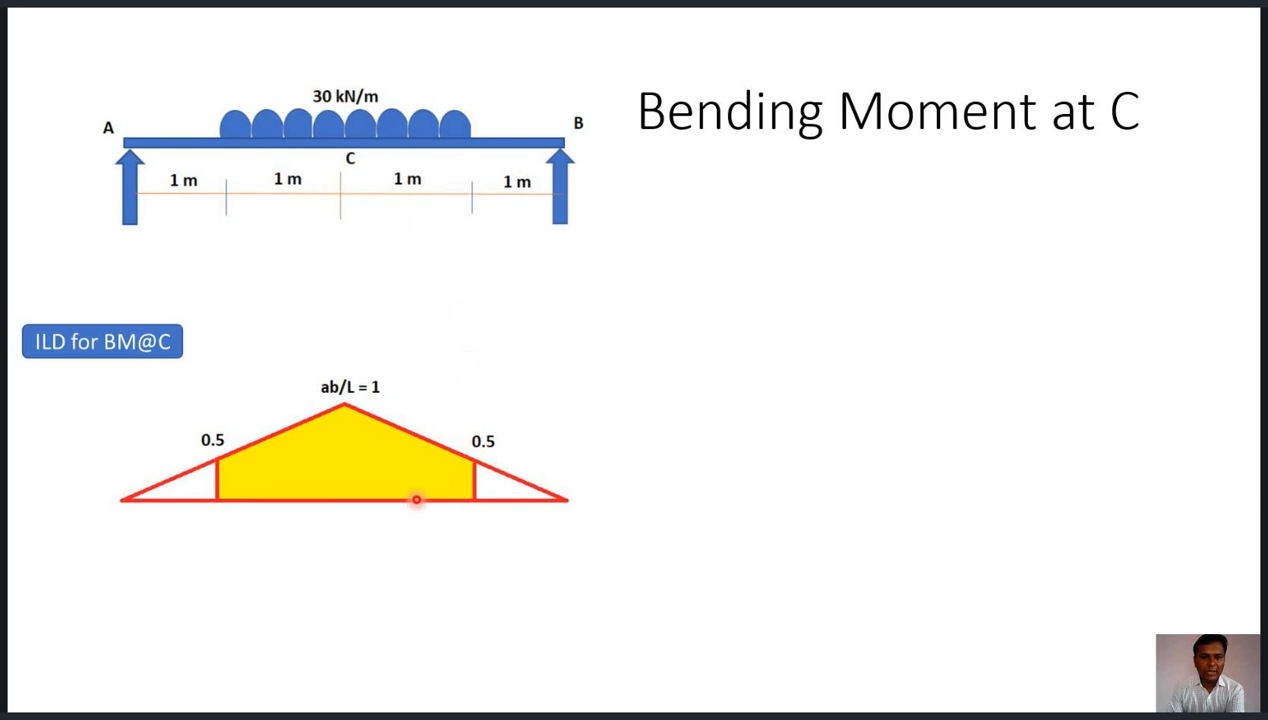 30 kN/m
Bending Moment at C
A
B
C
1 m
1 m
1 m
1 m
ILD for BM@C
ab/L = 1
0.5
0.5